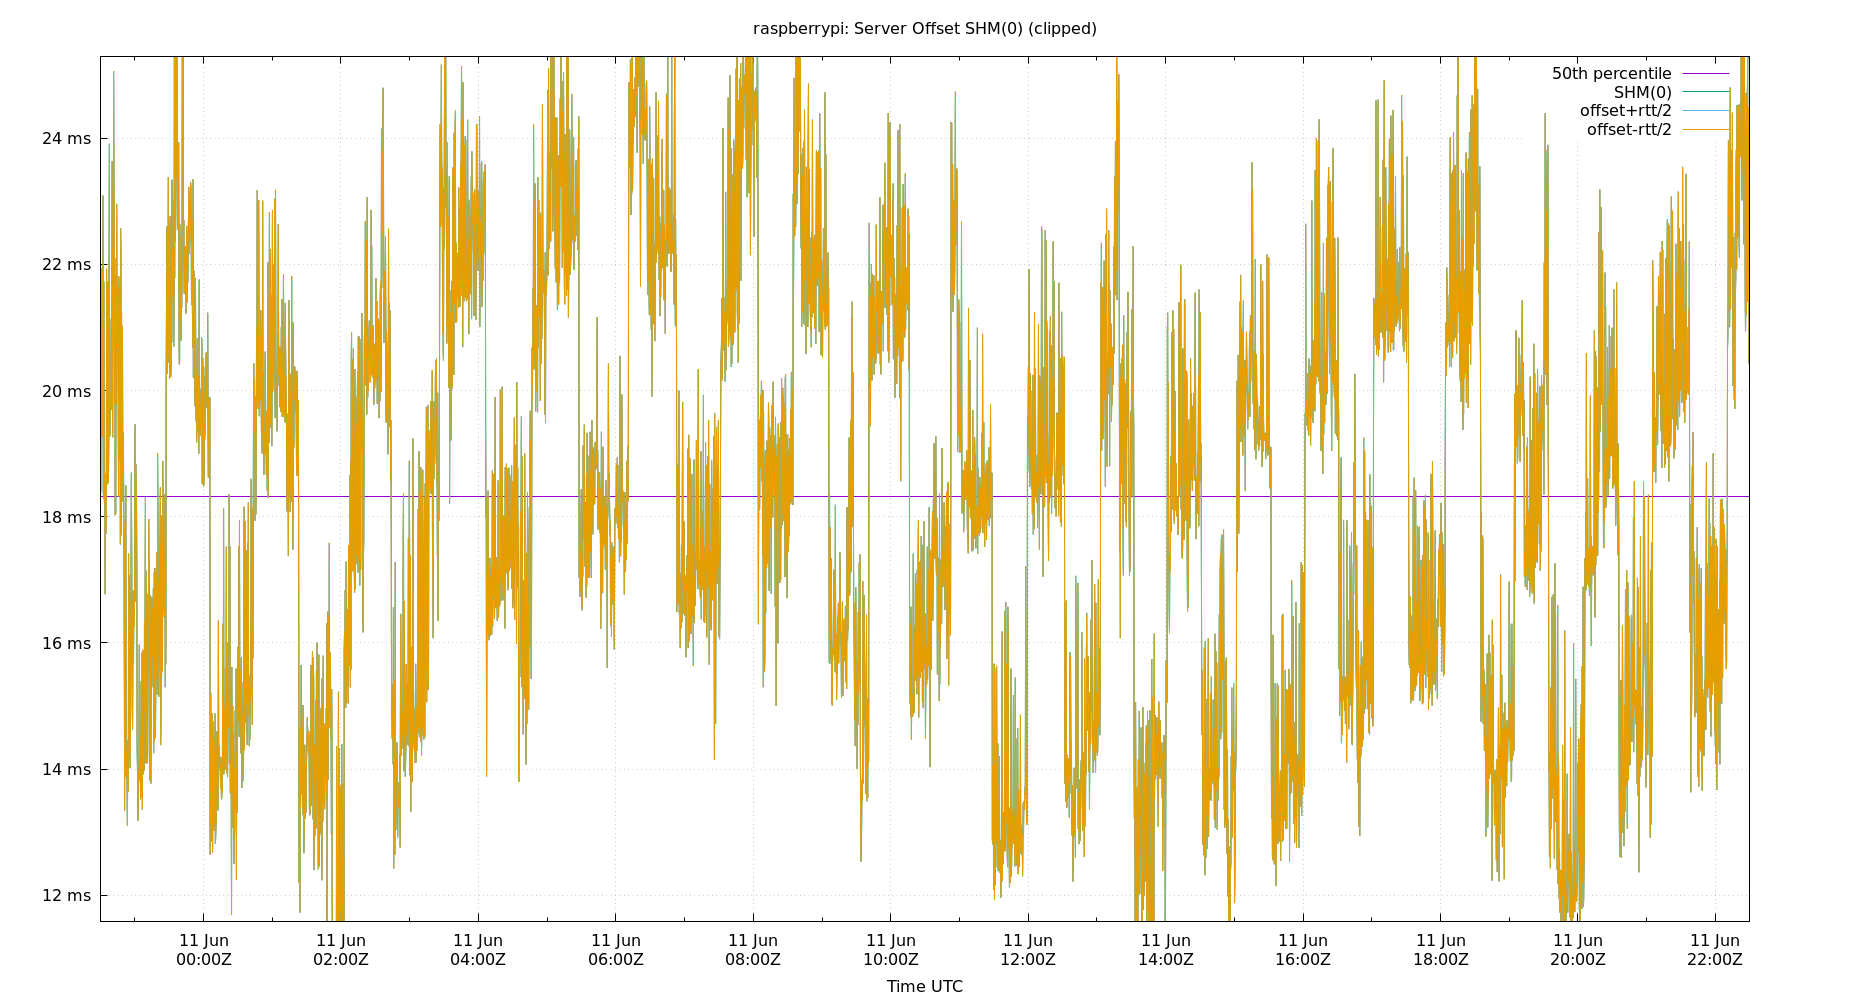 raspberrypi: Server Offset SHM(0) (clipped)
50th percentile
SHM(0)
offset+rtt/2
offset-rtt/2
24 ms
22 ms
20 ms
18 ms
16 ms
14 ms
12 ms
11 Jun 11 Jun 11 Jun 11 Jun 11 Jun 11 Jun 11 Jun 11 Jun 11 Jun 11 Jun 11 Jun 11 Jun
00:00Z 02:00Z 04:00Z 06:00Z 08:00Z 10:00Z 12:00Z 14:00Z 16:00Z 18:00Z 20:00Z 22:00Z
Time UTC